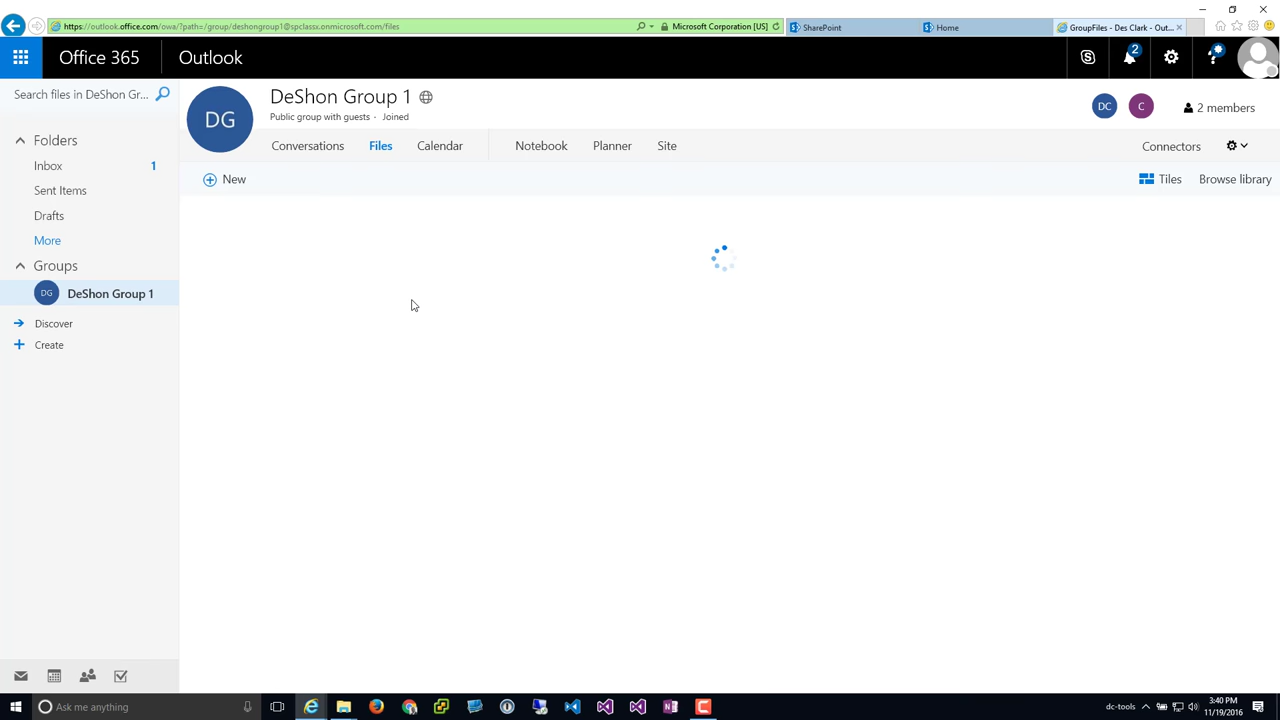 https://outlook.office.com/owa/?path=/group/deshongroup1@spclassx.onmicrosoft.com/files
Microsoft Corporation [US]
SharePoint
Home
GroupFiles - Des Clark - Out...
Office 365
Outlook
2
?
Search files in DeShon Gr...
DG
DeShon Group 1
Public group with guests · Joined
DC
C
2 members
Conversations
Files
Calendar
Notebook
Planner
Site
Connectors
New
Tiles
Browse library
Folders
Inbox
1
Sent Items
Drafts
More
Groups
DG
DeShon Group 1
Discover
Create
Ask me anything
dc-tools
3:40 PM
11/19/2016